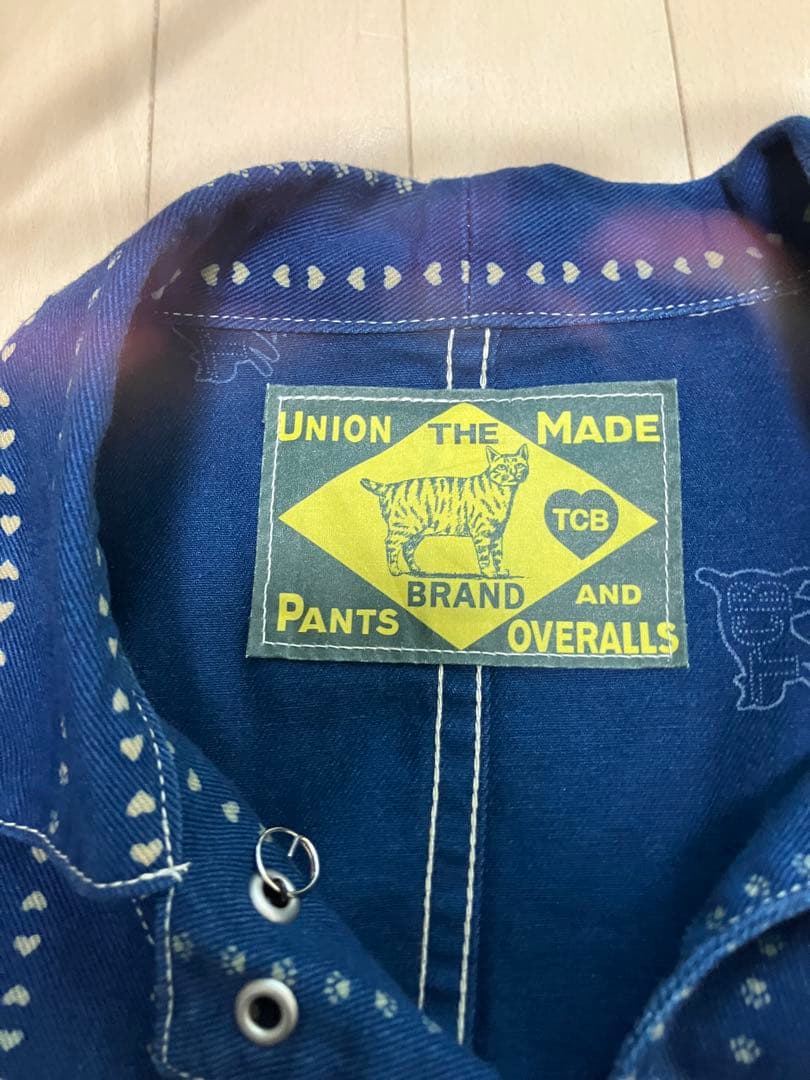 UNION THE MADE
TCB
BRAND AND
PANTS OVERALLS